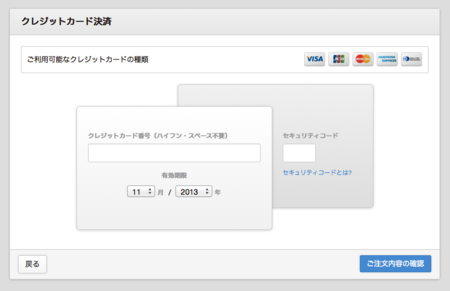 クレジットカード決済
ご利用可能なクレジットカードの種類
VISA JCB MasterCard AMERICAN EXPRESS
クレジットカード番号（ハイフン・スペース不要）
セキュリティコード
有効期限
セキュリティコードとは?
11 月 / 2013 年
戻る
ご注文内容の確認